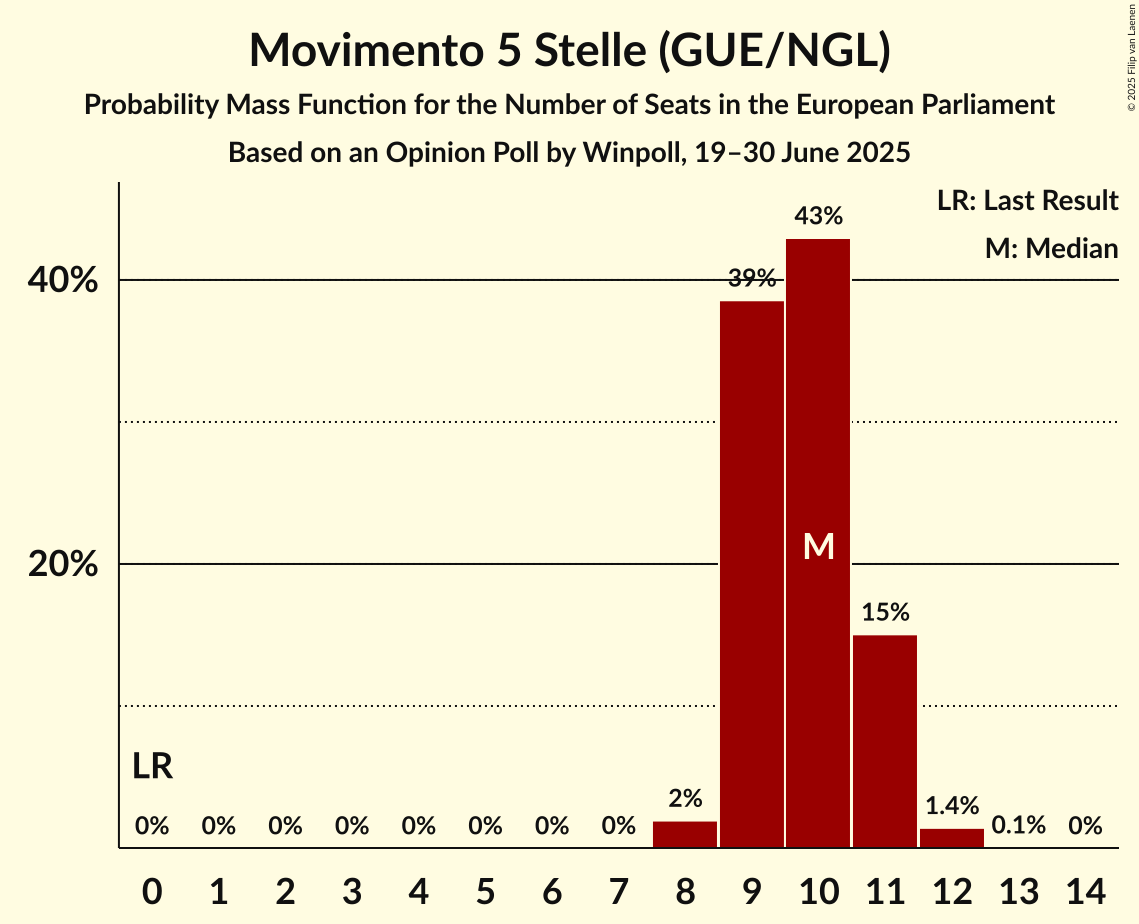 Movimento 5 Stelle (GUE/NGL)
Probability Mass Function for the Number of Seats in the European Parliament
Based on an Opinion Poll by Winpoll, 19–30 June 2025
© 2025 Filip van Laenen
LR: Last Result
M: Median
43%
39%
40%
M
20%
15%
LR
2%
1.4%
0% 0% 0% 0% 0% 0% 0% 0% 0.1% 0%
0 1 2 3 4 5 6 7 8 9 10 11 12 13 14